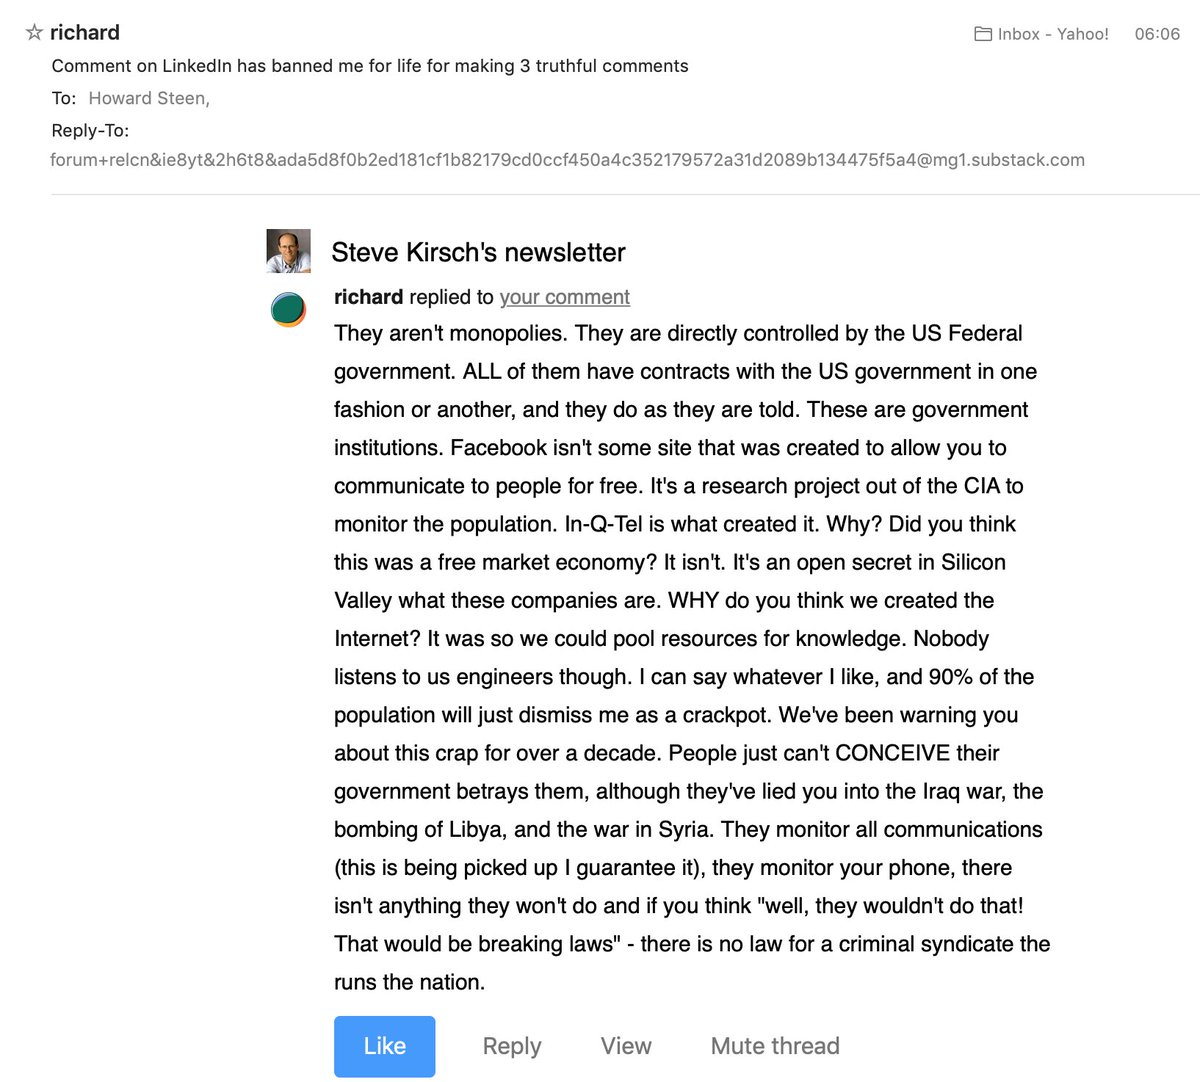 ☆ richard
Inbox - Yahoo! 06:06
Comment on LinkedIn has banned me for life for making 3 truthful comments
To: Howard Steen,
Reply-To:
forum+relcn&ie8yt&2h6t8&ada5d8f0b2ed181cf1b82179cd0ccf450a4c352179572a31d2089b134475f5a4@mg1.substack.com
Steve Kirsch's newsletter
richard replied to your comment
They aren't monopolies. They are directly controlled by the US Federal
government. ALL of them have contracts with the US government in one
fashion or another, and they do as they are told. These are government
institutions. Facebook isn't some site that was created to allow you to
communicate to people for free. It's a research project out of the CIA to
monitor the population. In-Q-Tel is what created it. Why? Did you think
this was a free market economy? It isn't. It's an open secret in Silicon
Valley what these companies are. WHY do you think we created the
Internet? It was so we could pool resources for knowledge. Nobody
listens to us engineers though. I can say whatever I like, and 90% of the
population will just dismiss me as a crackpot. We've been warning you
about this crap for over a decade. People just can't CONCEIVE their
government betrays them, although they've lied you into the Iraq war, the
bombing of Libya, and the war in Syria. They monitor all communications
(this is being picked up I guarantee it), they monitor your phone, there
isn't anything they won't do and if you think "well, they wouldn't do that!
That would be breaking laws" - there is no law for a criminal syndicate the
runs the nation.
Like Reply View Mute thread